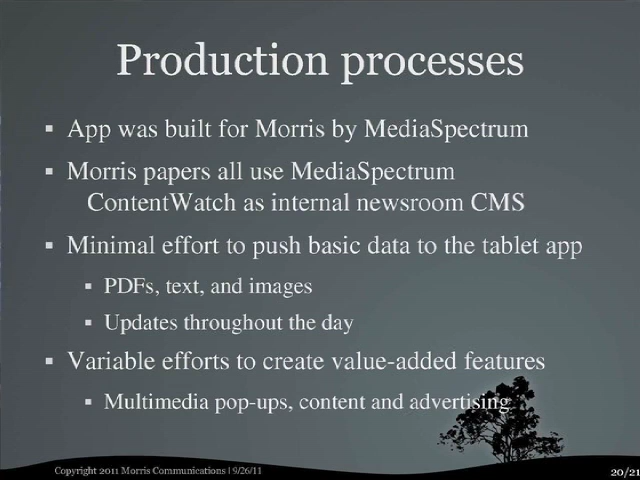 Production processes
▪ App was built for Morris by MediaSpectrum
▪ Morris papers all use MediaSpectrum
ContentWatch as internal newsroom CMS
▪ Minimal effort to push basic data to the tablet app
▪ PDFs, text, and images
▪ Updates throughout the day
▪ Variable efforts to create value-added features
▪ Multimedia pop-ups, content and advertising
Copyright 2011 Morris Communications | 9/26/11
20/21